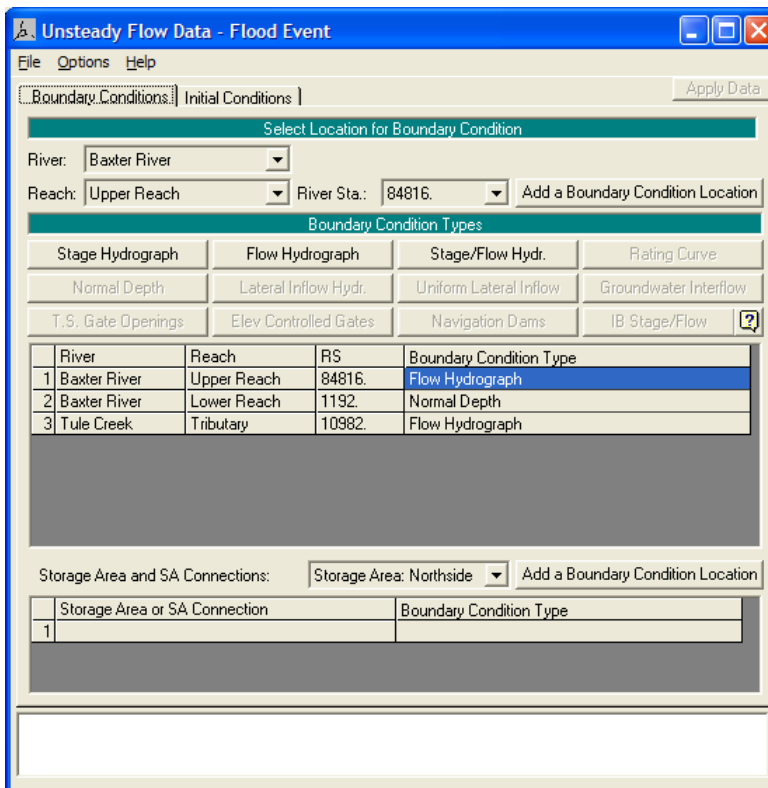 Unsteady Flow Data - Flood Event
File Options Help
Boundary Conditions Initial Conditions Apply Data
Select Location for Boundary Condition
River: Baxter River
Reach: Upper Reach River Sta.: 84816. Add a Boundary Condition Location
Boundary Condition Types
Stage Hydrograph Flow Hydrograph Stage/Flow Hydr. Rating Curve
Normal Depth Lateral Inflow Hydr. Uniform Lateral Inflow Groundwater Interflow
T.S. Gate Openings Elev Controlled Gates Navigation Dams IB Stage/Flow ?
River Reach RS Boundary Condition Type
1 Baxter River Upper Reach 84816. Flow Hydrograph
2 Baxter River Lower Reach 1192. Normal Depth
3 Tule Creek Tributary 10982. Flow Hydrograph
Storage Area and SA Connections: Storage Area: Northside Add a Boundary Condition Location
Storage Area or SA Connection Boundary Condition Type
1